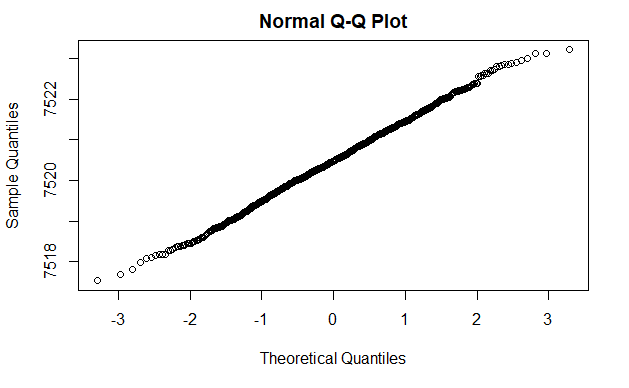 Normal Q-Q Plot
Sample Quantiles
7522
7520
7518
-3 -2 -1 0 1 2 3
Theoretical Quantiles